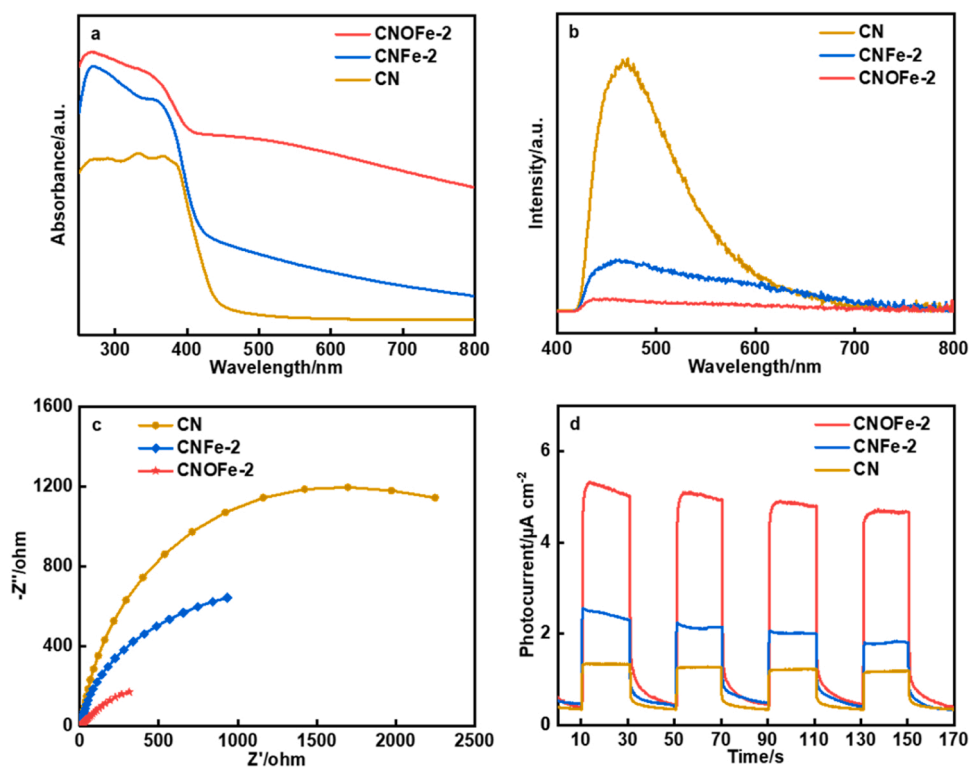 a
CNOFe-2
CNFe-2
CN
Absorbance/a.u.
300 400 500 600 700 800
Wavelength/nm
b
CN
CNFe-2
CNOFe-2
Intensity/a.u.
400 500 600 700 800
Wavelength/nm
c
CN
CNFe-2
CNOFe-2
-Z''/ohm
1600
1200
800
400
0
0 500 1000 1500 2000 2500
Z'/ohm
d
CNOFe-2
CNFe-2
CN
Photocurrent/μA cm⁻²
6
4
2
0
10 30 50 70 90 110 130 150 170
Time/s